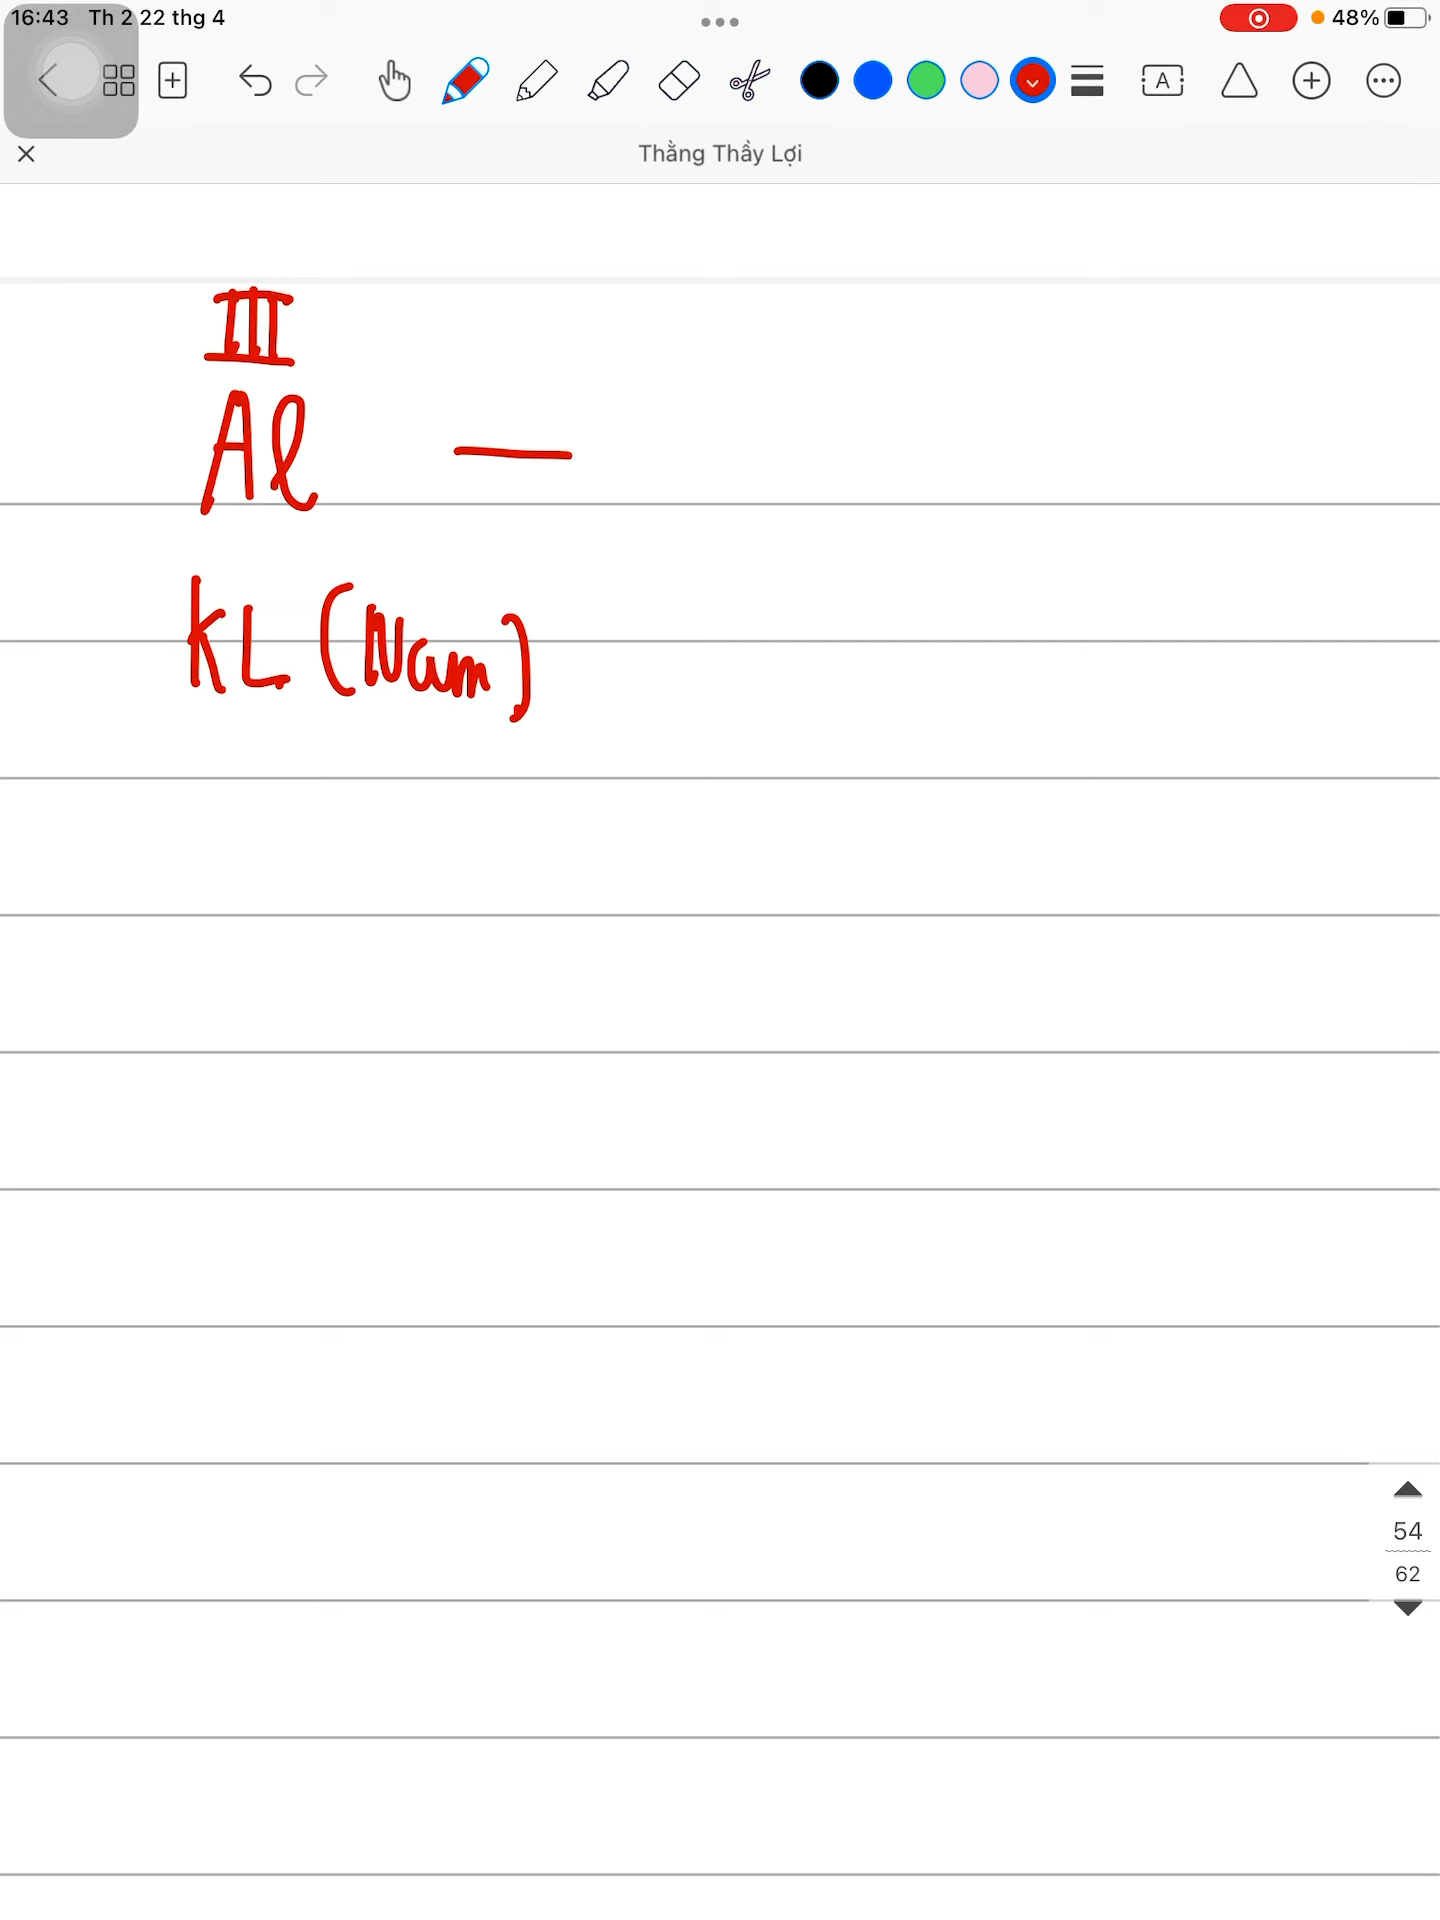 16:43 Th 2 22 thg 4 48%
A
Thằng Thầy Lợi
III
Al —
KL (Nam)
54
62